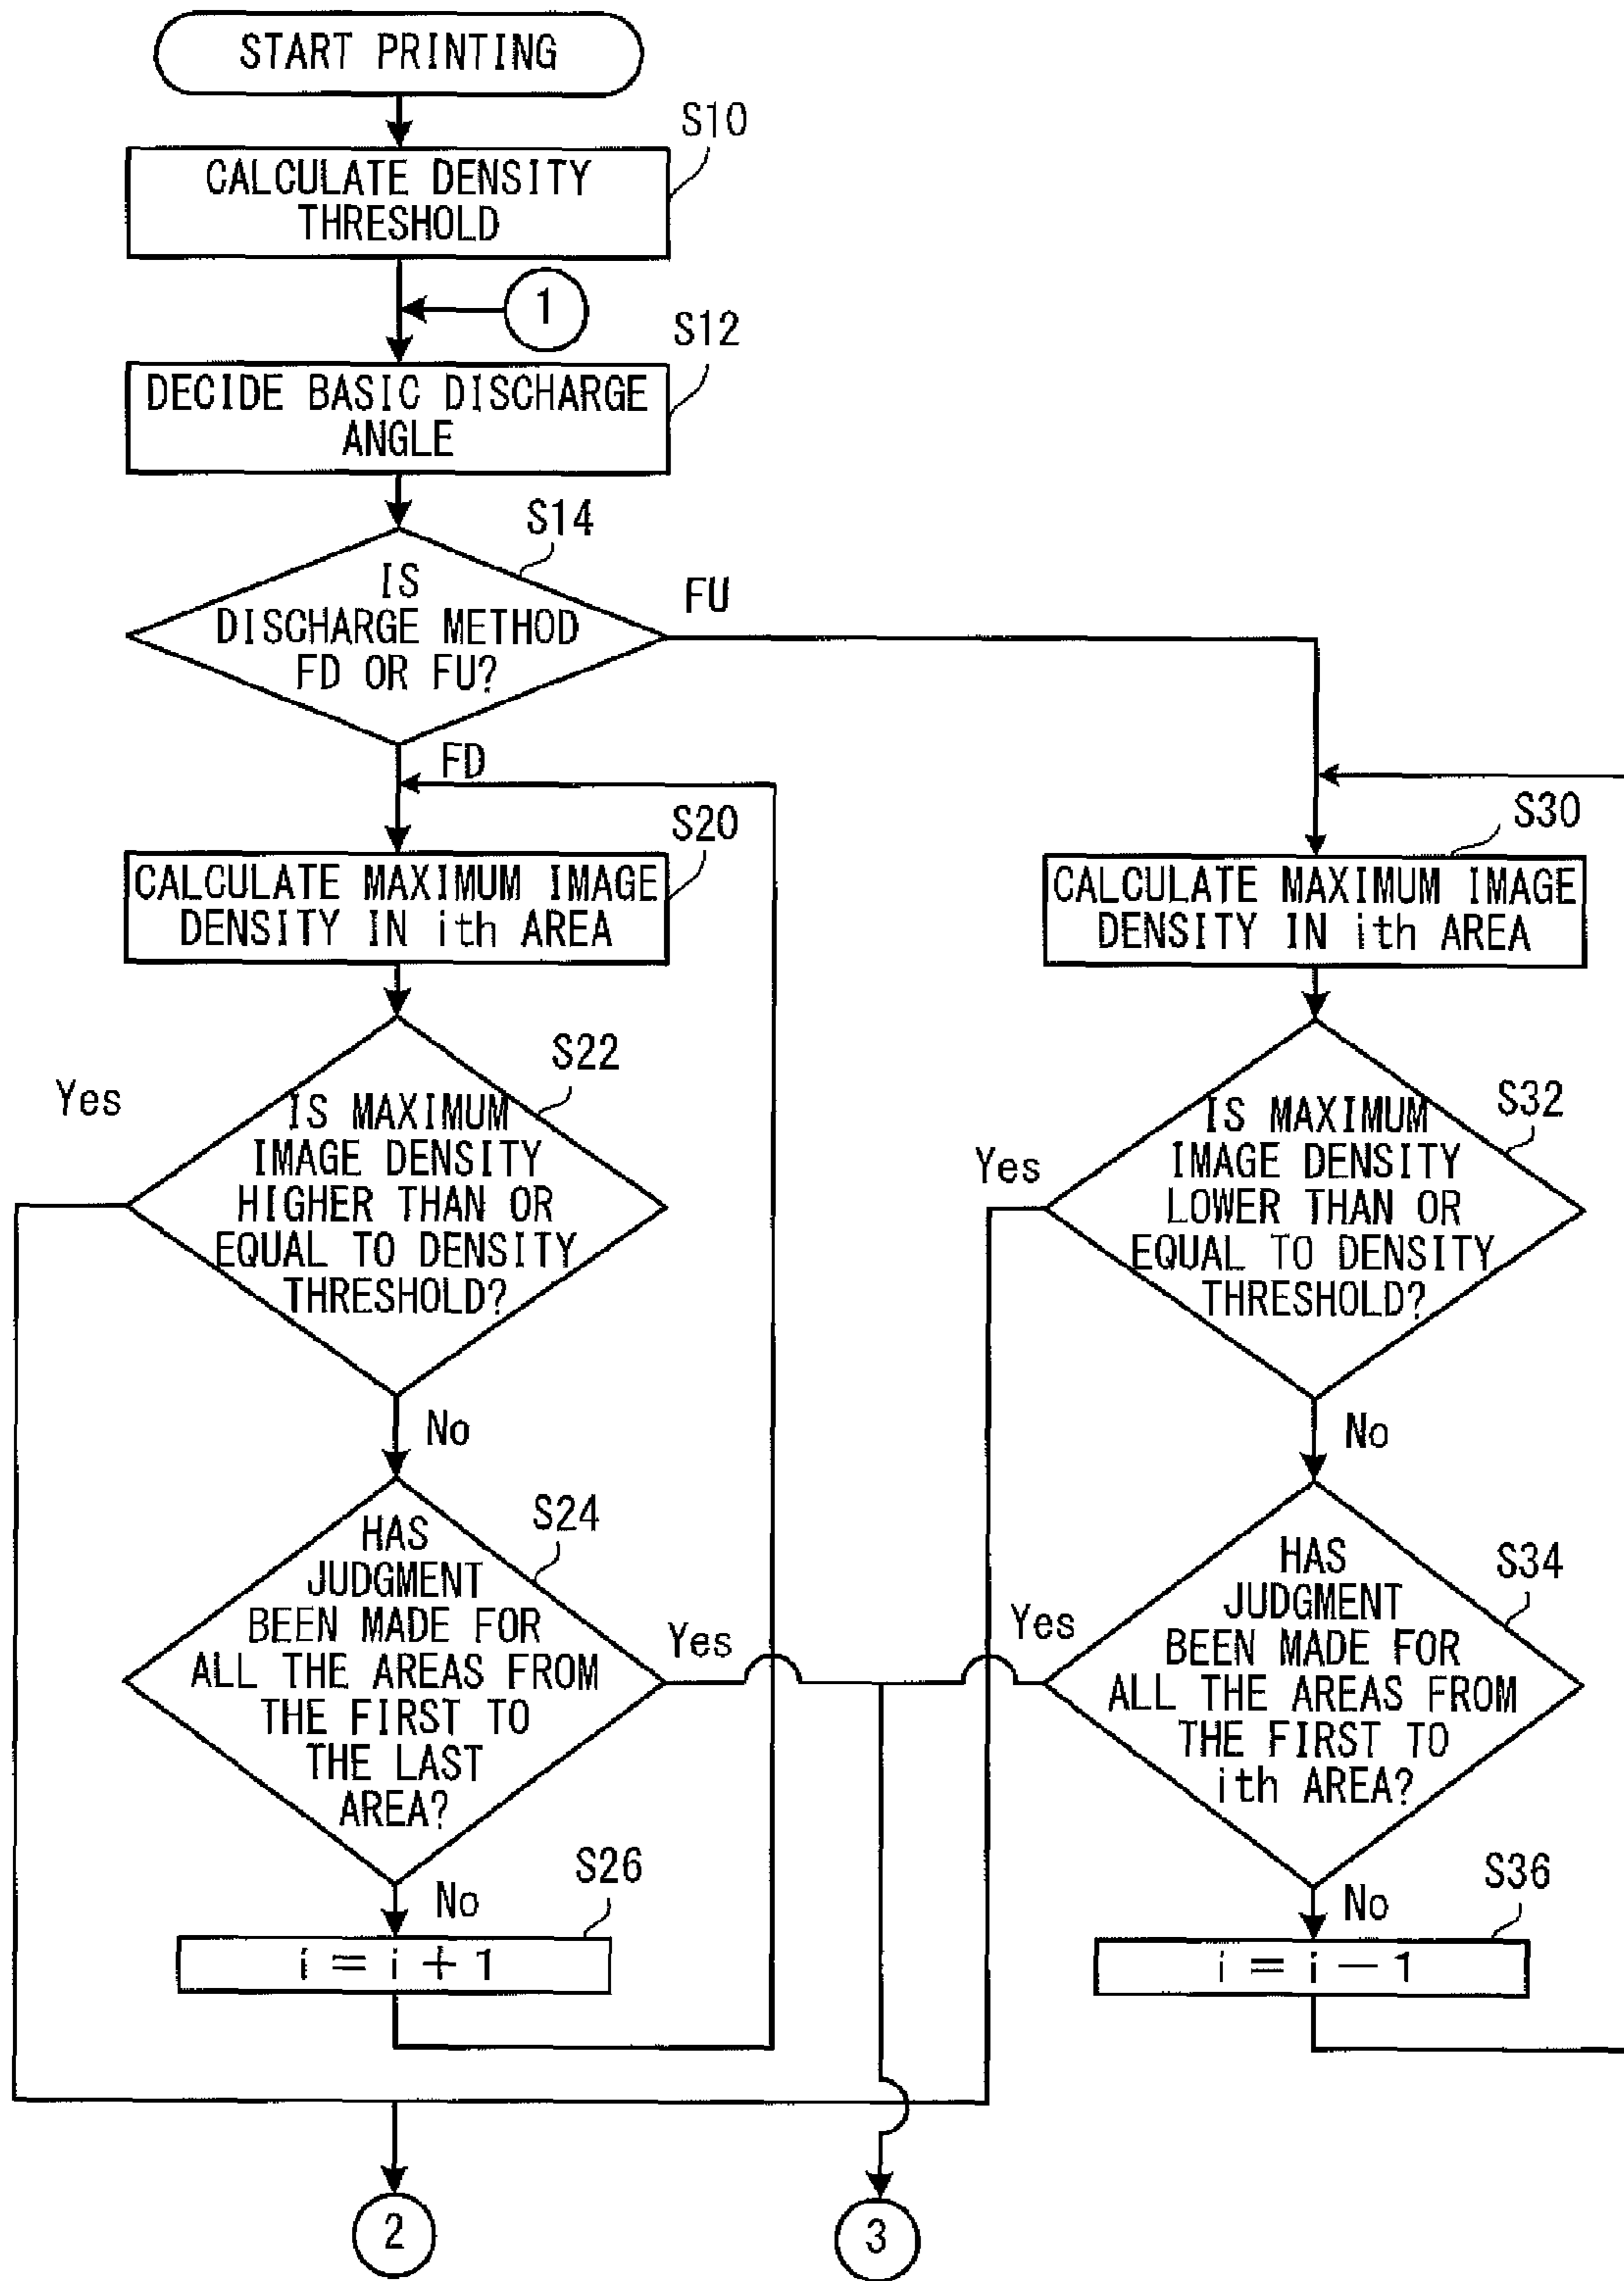 START PRINTING
S10
CALCULATE DENSITY
THRESHOLD
1
S12
DECIDE BASIC DISCHARGE
ANGLE
S14
IS
DISCHARGE METHOD
FD OR FU?
FU
FD
S20
CALCULATE MAXIMUM IMAGE
DENSITY IN ith AREA
S22
Yes
IS MAXIMUM
IMAGE DENSITY
HIGHER THAN OR
EQUAL TO DENSITY
THRESHOLD?
No
S24
HAS
JUDGMENT
BEEN MADE FOR
ALL THE AREAS FROM
THE FIRST TO
THE LAST
AREA?
Yes
No
S26
i = i + 1
S30
CALCULATE MAXIMUM IMAGE
DENSITY IN ith AREA
S32
Yes
IS MAXIMUM
IMAGE DENSITY
LOWER THAN OR
EQUAL TO DENSITY
THRESHOLD?
No
S34
HAS
JUDGMENT
BEEN MADE FOR
ALL THE AREAS FROM
THE FIRST TO
ith AREA?
Yes
No
S36
i = i − 1
2
3